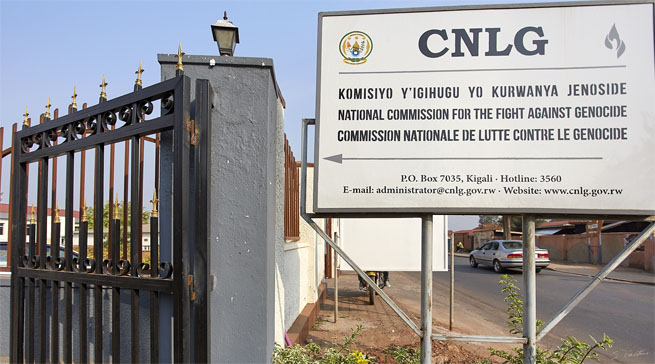 CNLG
KOMISIYO Y'IGIHUGU YO KURWANYA JENOSIDE
NATIONAL COMMISSION FOR THE FIGHT AGAINST GENOCIDE
COMMISSION NATIONALE DE LUTTE CONTRE LE GENOCIDE
P.O. Box 7035, Kigali · Hotline: 3560
E-mail: administrator@cnlg.gov.rw · Website: www.cnlg.gov.rw